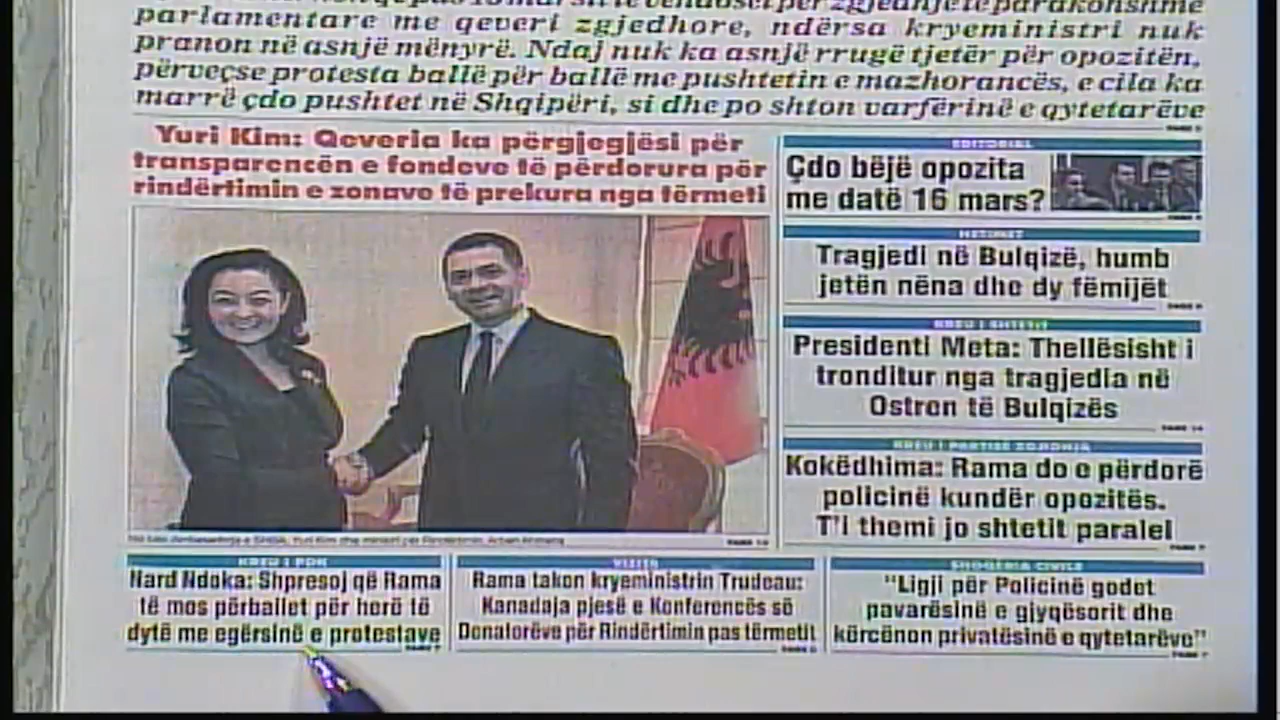 parlamentare me qeveri zgjedhore, ndërsa kryeministri nuk
pranon në asnjë mënyrë. Ndaj nuk ka asnjë rrugë tjetër për opozitën,
përveçse protesta ballë për ballë me pushtetin e mazhorancës, e cila ka
marrë çdo pushtet në Shqipëri, si dhe po shton varfërinë e qytetarëve
Yuri Kim: Qeveria ka përgjegjësi për
transparencën e fondeve të përdorura për
rindërtimin e zonave të prekura nga tërmeti
EDITORIAL
Çdo bëjë opozita
me datë 16 mars?
Tragjedi në Bulqizë, humb
jetën nëna dhe dy fëmijët
KREU I SHTETIT
Presidenti Meta: Thellësisht i
tronditur nga tragjedia në
Ostren të Bulqizës
Kokëdhima: Rama do e përdorë
policinë kundër opozitës.
T'i themi jo shtetit paralel
KREU I PDK
Nard Ndoka: Shpresoj që Rama
të mos përballet për herë të
dytë me egërsinë e protestave
VIZITË
Rama takon kryeministrin Trudeau:
Kanadaja pjesë e Konferencës së
Donatorëve për Rindërtimin pas tërmetit
SHOQËRIA CIVILE
"Ligji për Policinë godet
pavarësinë e gjyqësorit dhe
kërcënon privatësinë e qytetarëve"